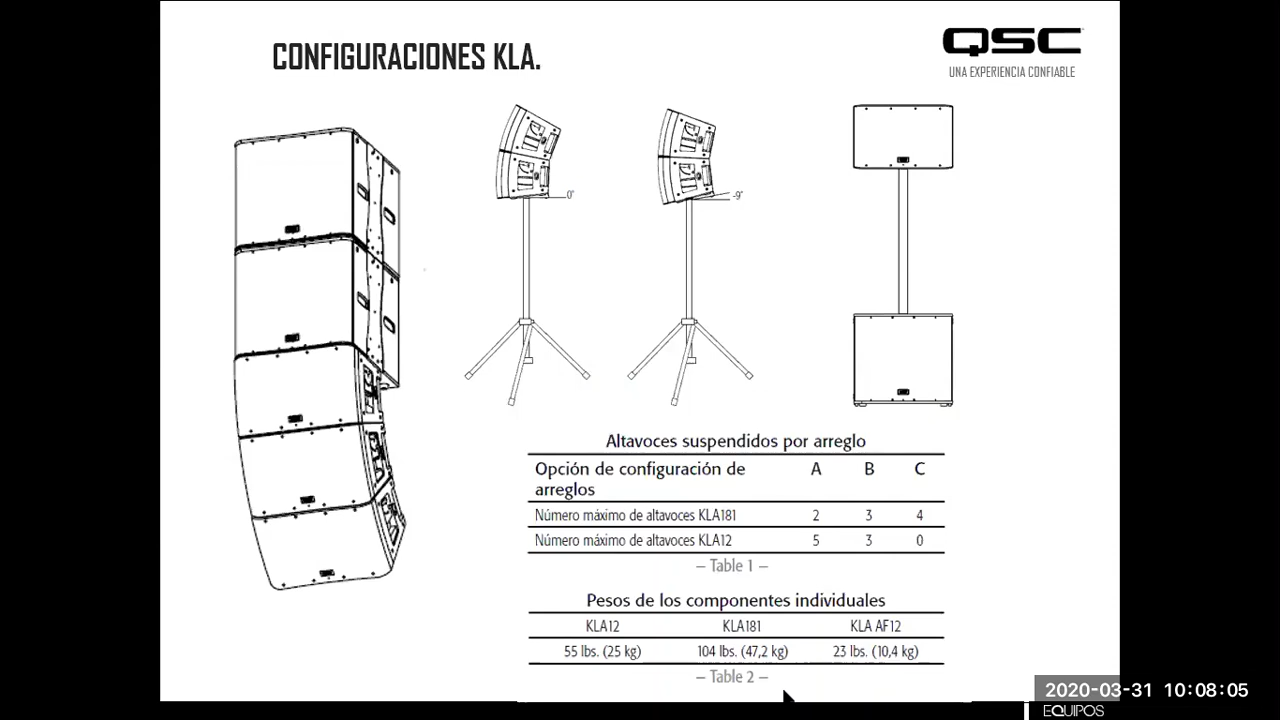 CONFIGURACIONES KLA.
QSC
UNA EXPERIENCIA CONFIABLE
0°
-9°
Altavoces suspendidos por arreglo
Opción de configuración de arreglos A B C
Número máximo de altavoces KLA181 2 3 4
Número máximo de altavoces KLA12 5 3 0
— Table 1 —
Pesos de los componentes individuales
KLA12 KLA181 KLA AF12
55 lbs. (25 kg) 104 lbs. (47,2 kg) 23 lbs. (10,4 kg)
— Table 2 —
2020-03-31 10:08:05
EQUIPOS